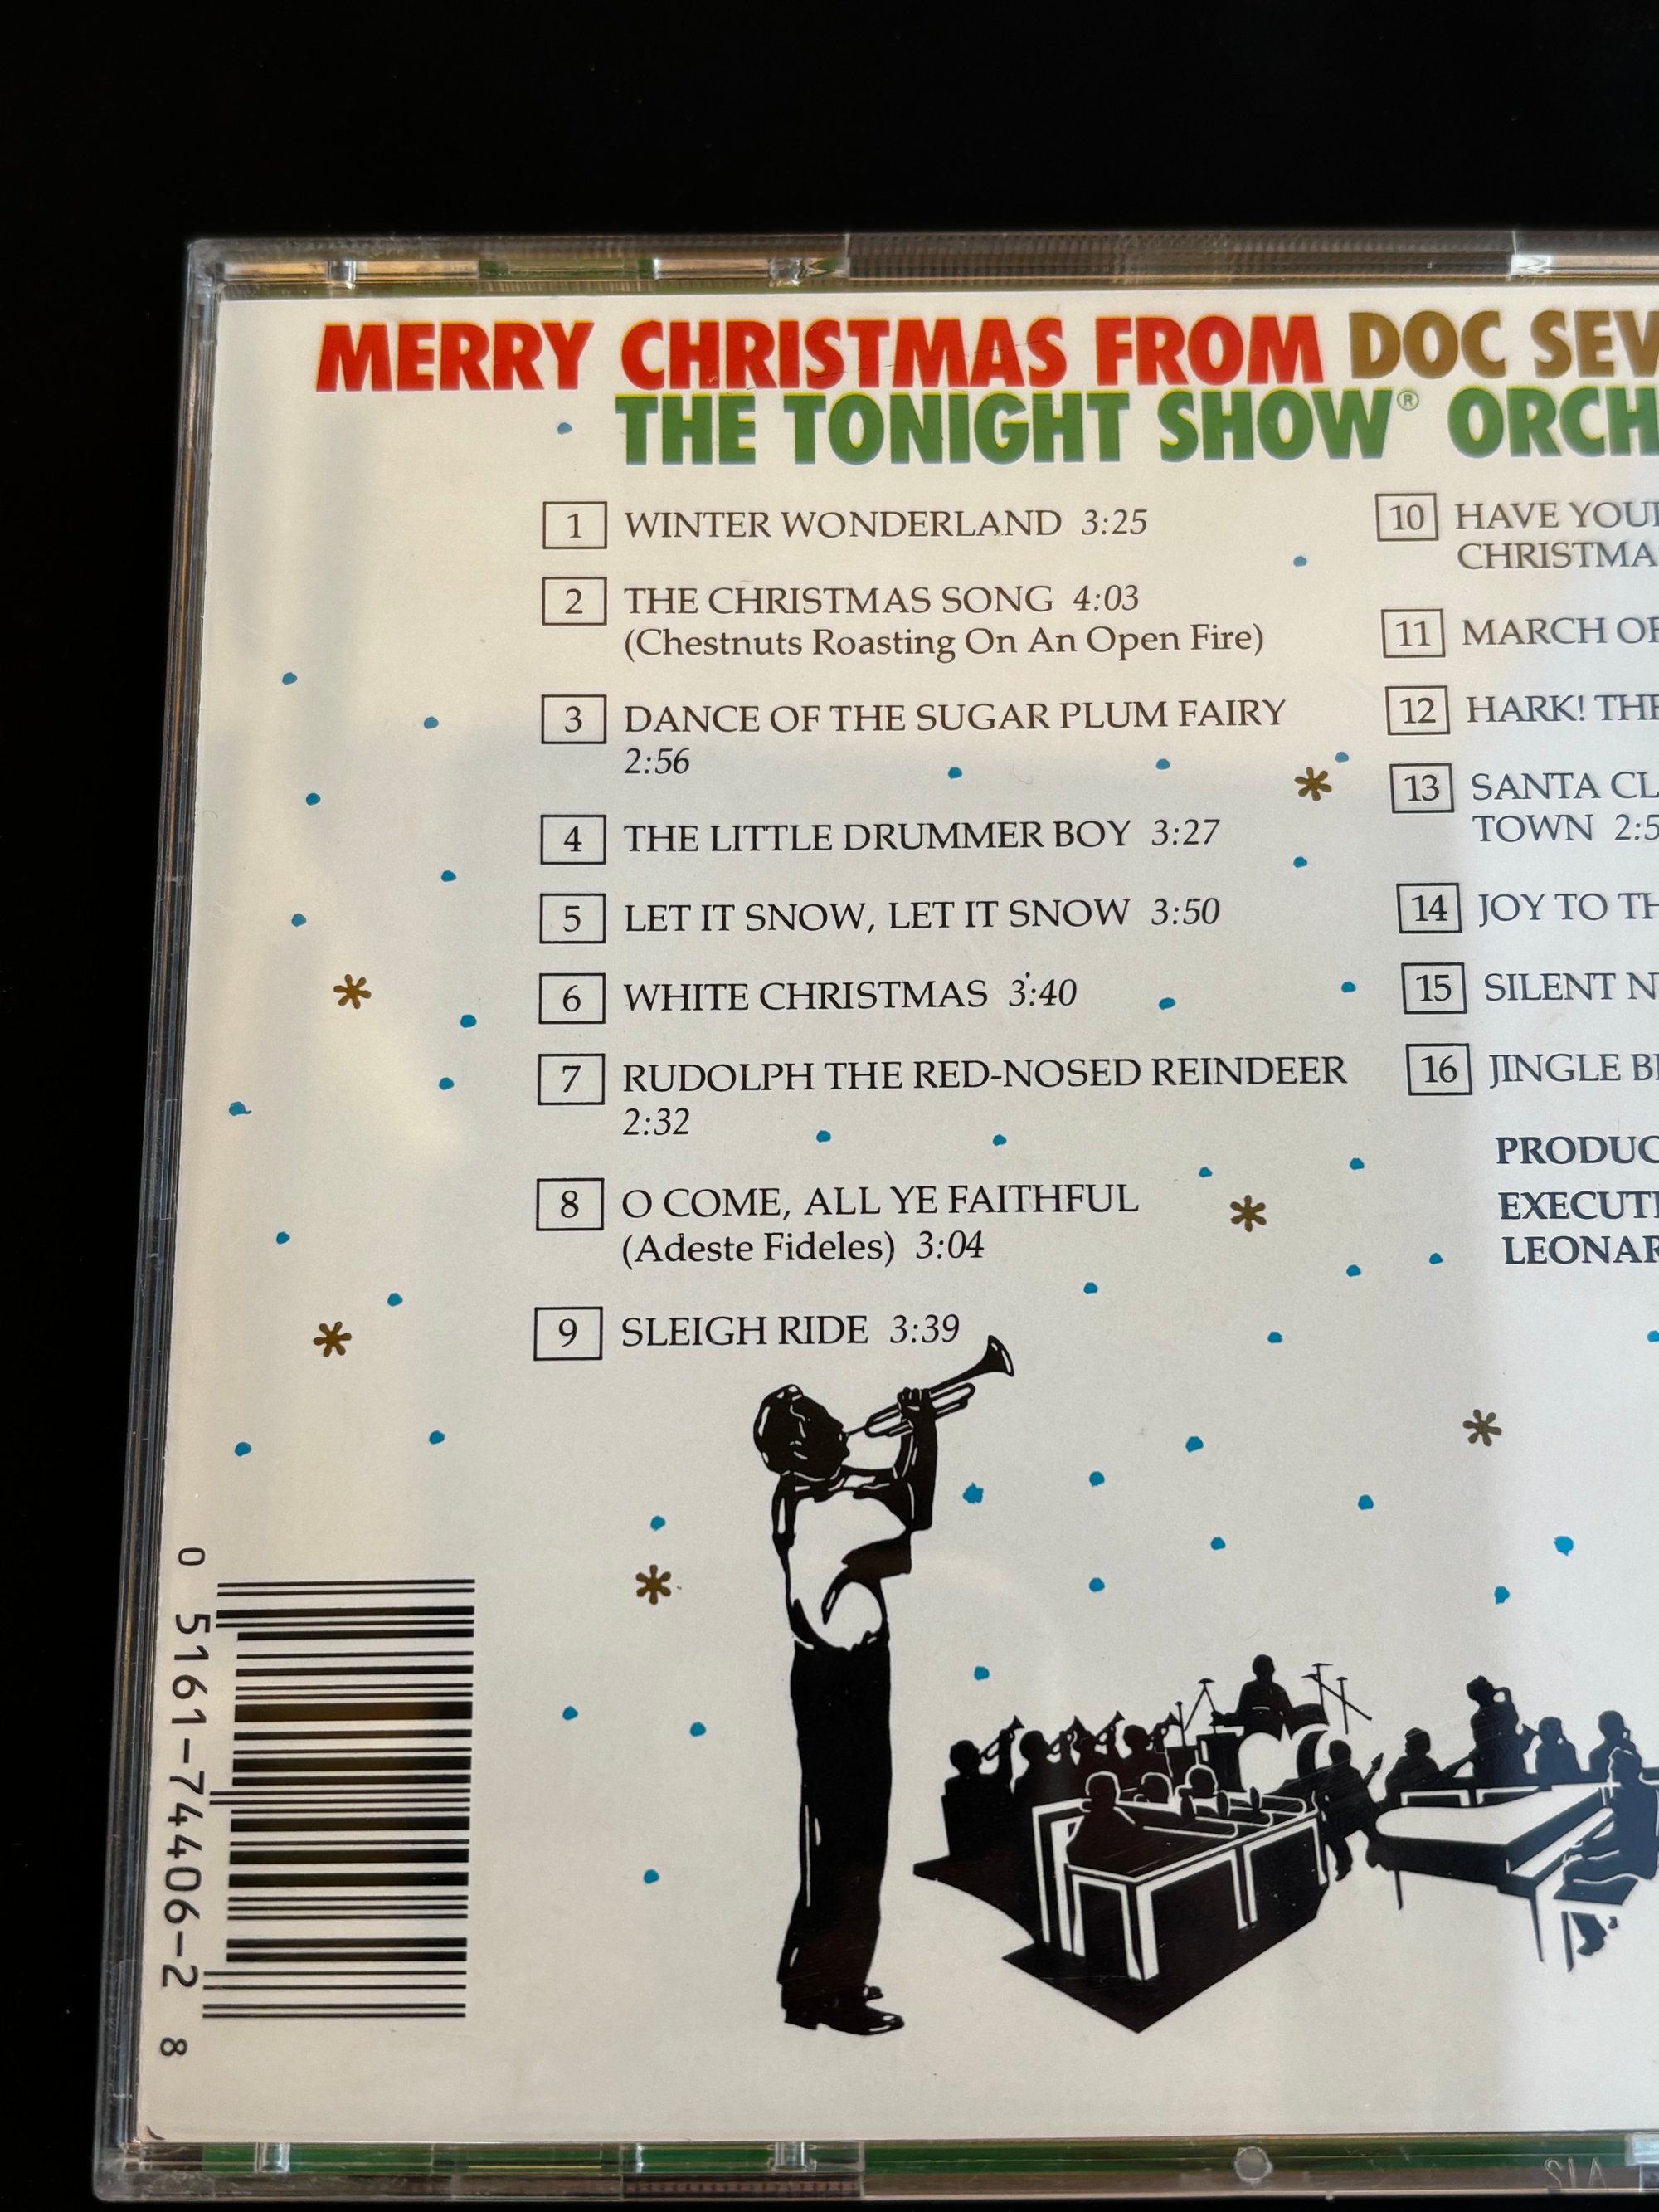 MERRY CHRISTMAS FROM DOC SEV
THE TONIGHT SHOW® ORCH
1 WINTER WONDERLAND 3:25
2 THE CHRISTMAS SONG 4:03
(Chestnuts Roasting On An Open Fire)
3 DANCE OF THE SUGAR PLUM FAIRY
2:56
4 THE LITTLE DRUMMER BOY 3:27
5 LET IT SNOW, LET IT SNOW 3:50
6 WHITE CHRISTMAS 3:40
7 RUDOLPH THE RED-NOSED REINDEER
2:32
8 O COME, ALL YE FAITHFUL
(Adeste Fideles) 3:04
9 SLEIGH RIDE 3:39
10 HAVE YOU
CHRISTMA
11 MARCH OF
12 HARK! THE
13 SANTA CL
TOWN 2:5
14 JOY TO TH
15 SILENT N
16 JINGLE B
PRODUC
EXECUTI
LEONAR
0 5161-74406-2 8